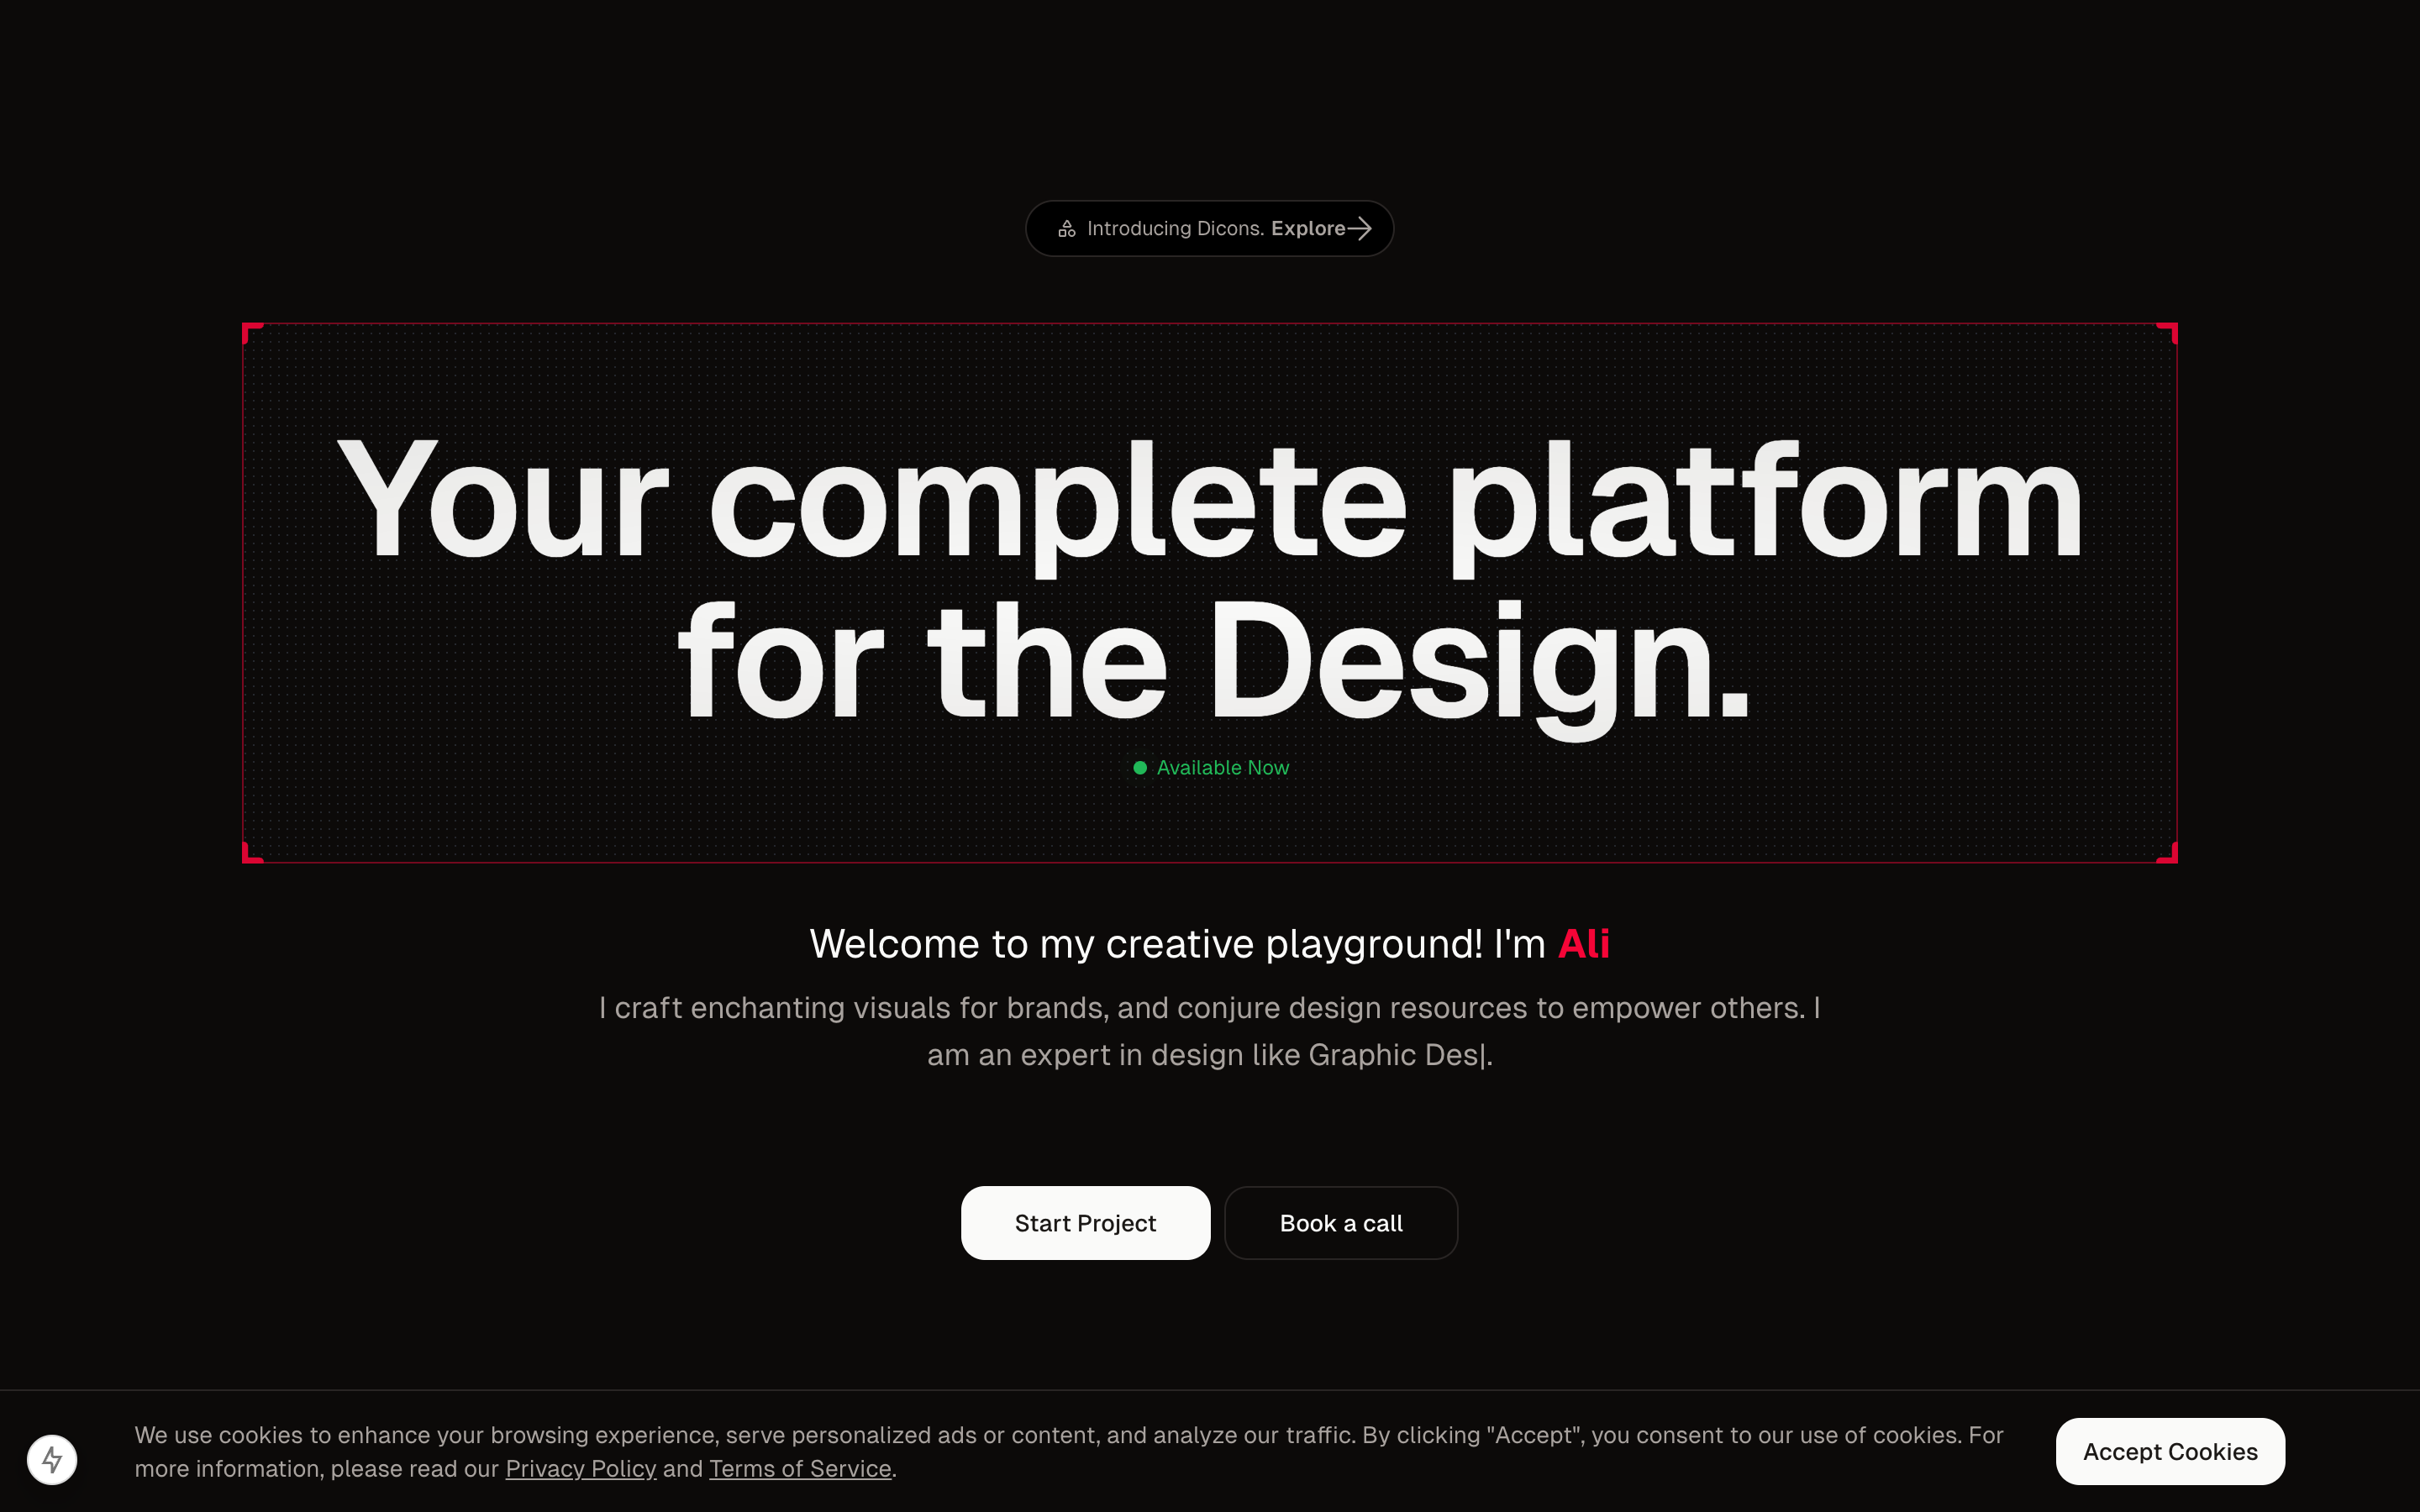 Introducing Dicons. Explore
Your complete platform
for the Design.
Available Now
Welcome to my creative playground! I'm Ali
I craft enchanting visuals for brands, and conjure design resources to empower others. I
am an expert in design like Graphic Des|.
Start Project
Book a call
We use cookies to enhance your browsing experience, serve personalized ads or content, and analyze our traffic. By clicking "Accept", you consent to our use of cookies. For
more information, please read our Privacy Policy and Terms of Service.
Accept Cookies